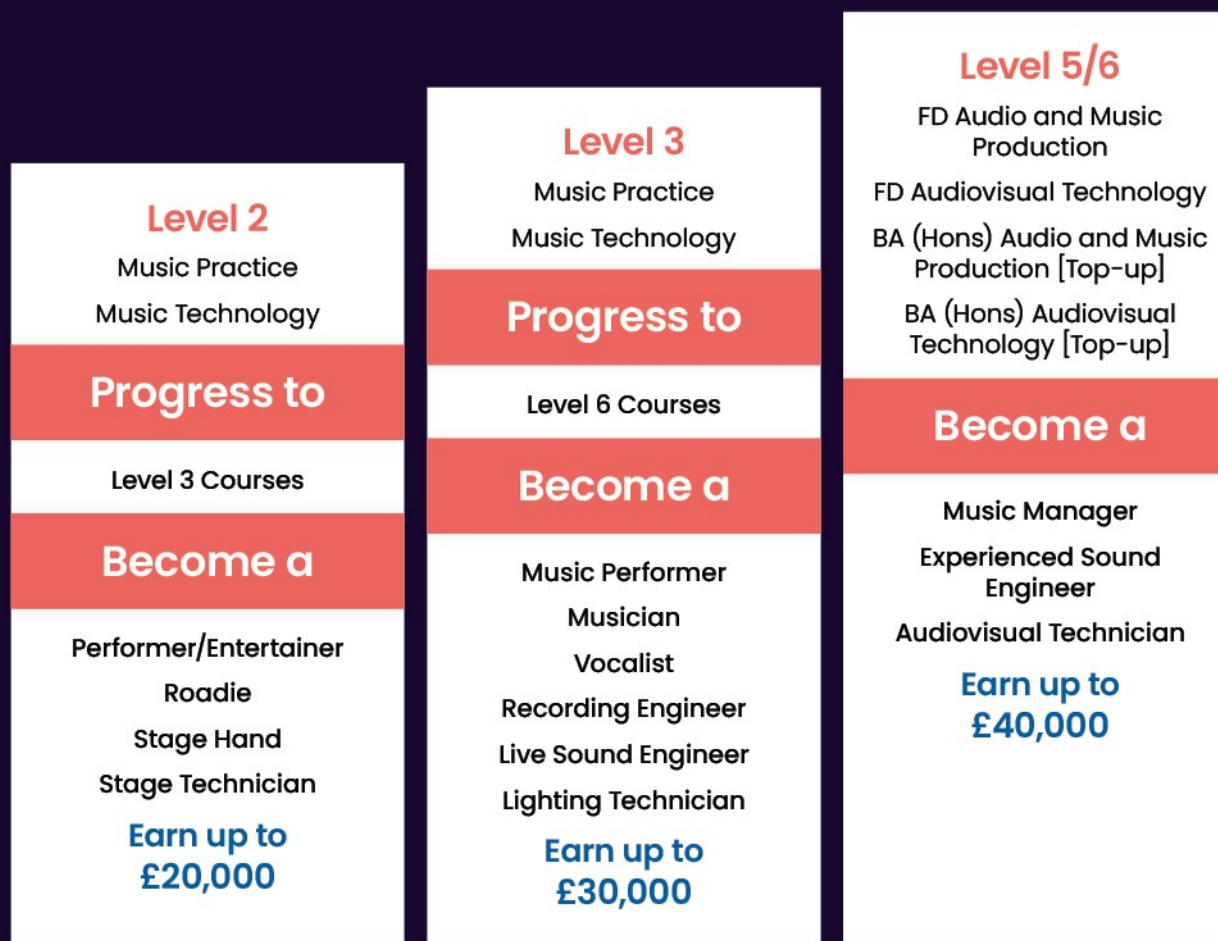 Level 2
Music Practice
Music Technology
Progress to
Level 3 Courses
Become a
Performer/Entertainer
Roadie
Stage Hand
Stage Technician
Earn up to
£20,000
Level 3
Music Practice
Music Technology
Progress to
Level 6 Courses
Become a
Music Performer
Musician
Vocalist
Recording Engineer
Live Sound Engineer
Lighting Technician
Earn up to
£30,000
Level 5/6
FD Audio and Music
Production
FD Audiovisual Technology
BA (Hons) Audio and Music
Production [Top-up]
BA (Hons) Audiovisual
Technology [Top-up]
Become a
Music Manager
Experienced Sound
Engineer
Audiovisual Technician
Earn up to
£40,000